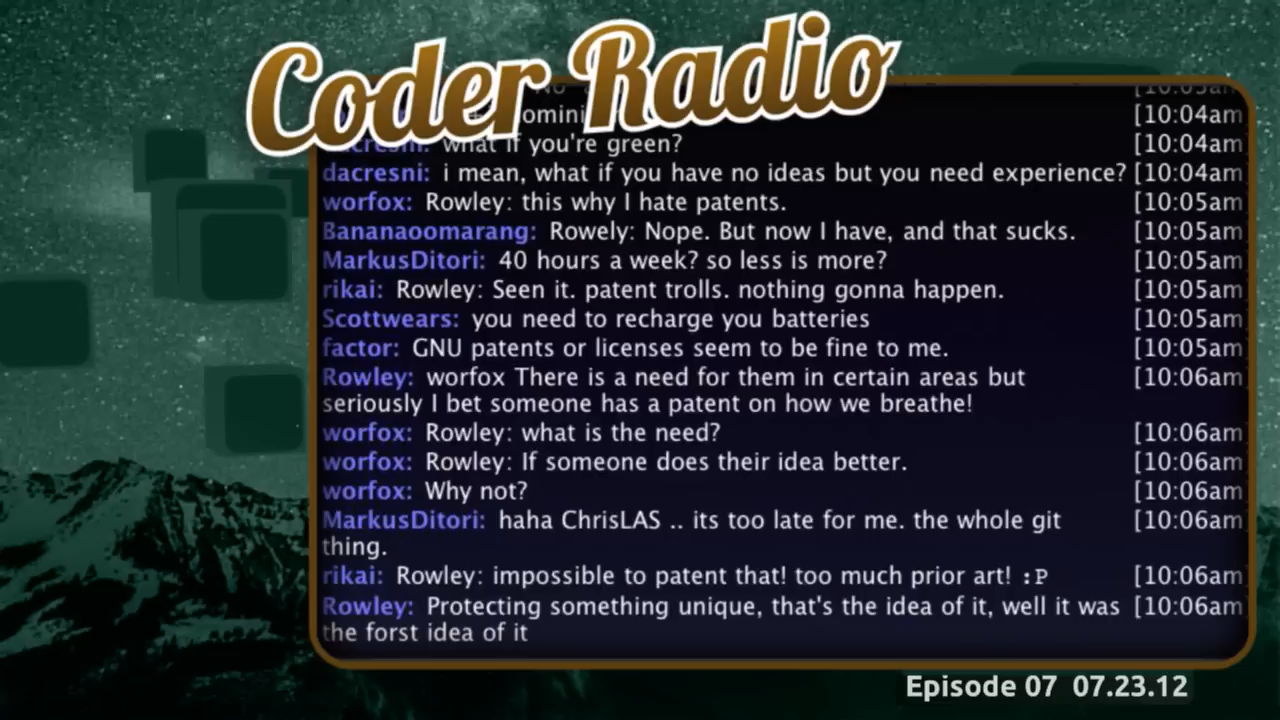 Coder Radio
[10:04am
what if you're green? [10:04am
dacresni: i mean, what if you have no ideas but you need experience? [10:04am
worfox: Rowley: this why I hate patents. [10:05am
Bananaoomarang: Rowely: Nope. But now I have, and that sucks. [10:05am
MarkusDitori: 40 hours a week? so less is more? [10:05am
rikai: Rowley: Seen it. patent trolls. nothing gonna happen. [10:05am
Scottwears: you need to recharge you batteries [10:05am
factor: GNU patents or licenses seem to be fine to me. [10:05am
Rowley: worfox There is a need for them in certain areas but [10:06am
seriously I bet someone has a patent on how we breathe!
worfox: Rowley: what is the need? [10:06am
worfox: Rowley: If someone does their idea better. [10:06am
worfox: Why not? [10:06am
MarkusDitori: haha ChrisLAS .. its too late for me. the whole git [10:06am
thing.
rikai: Rowley: impossible to patent that! too much prior art! :P [10:06am
Rowley: Protecting something unique, that's the idea of it, well it was [10:06am
the forst idea of it
Episode 07 07.23.12